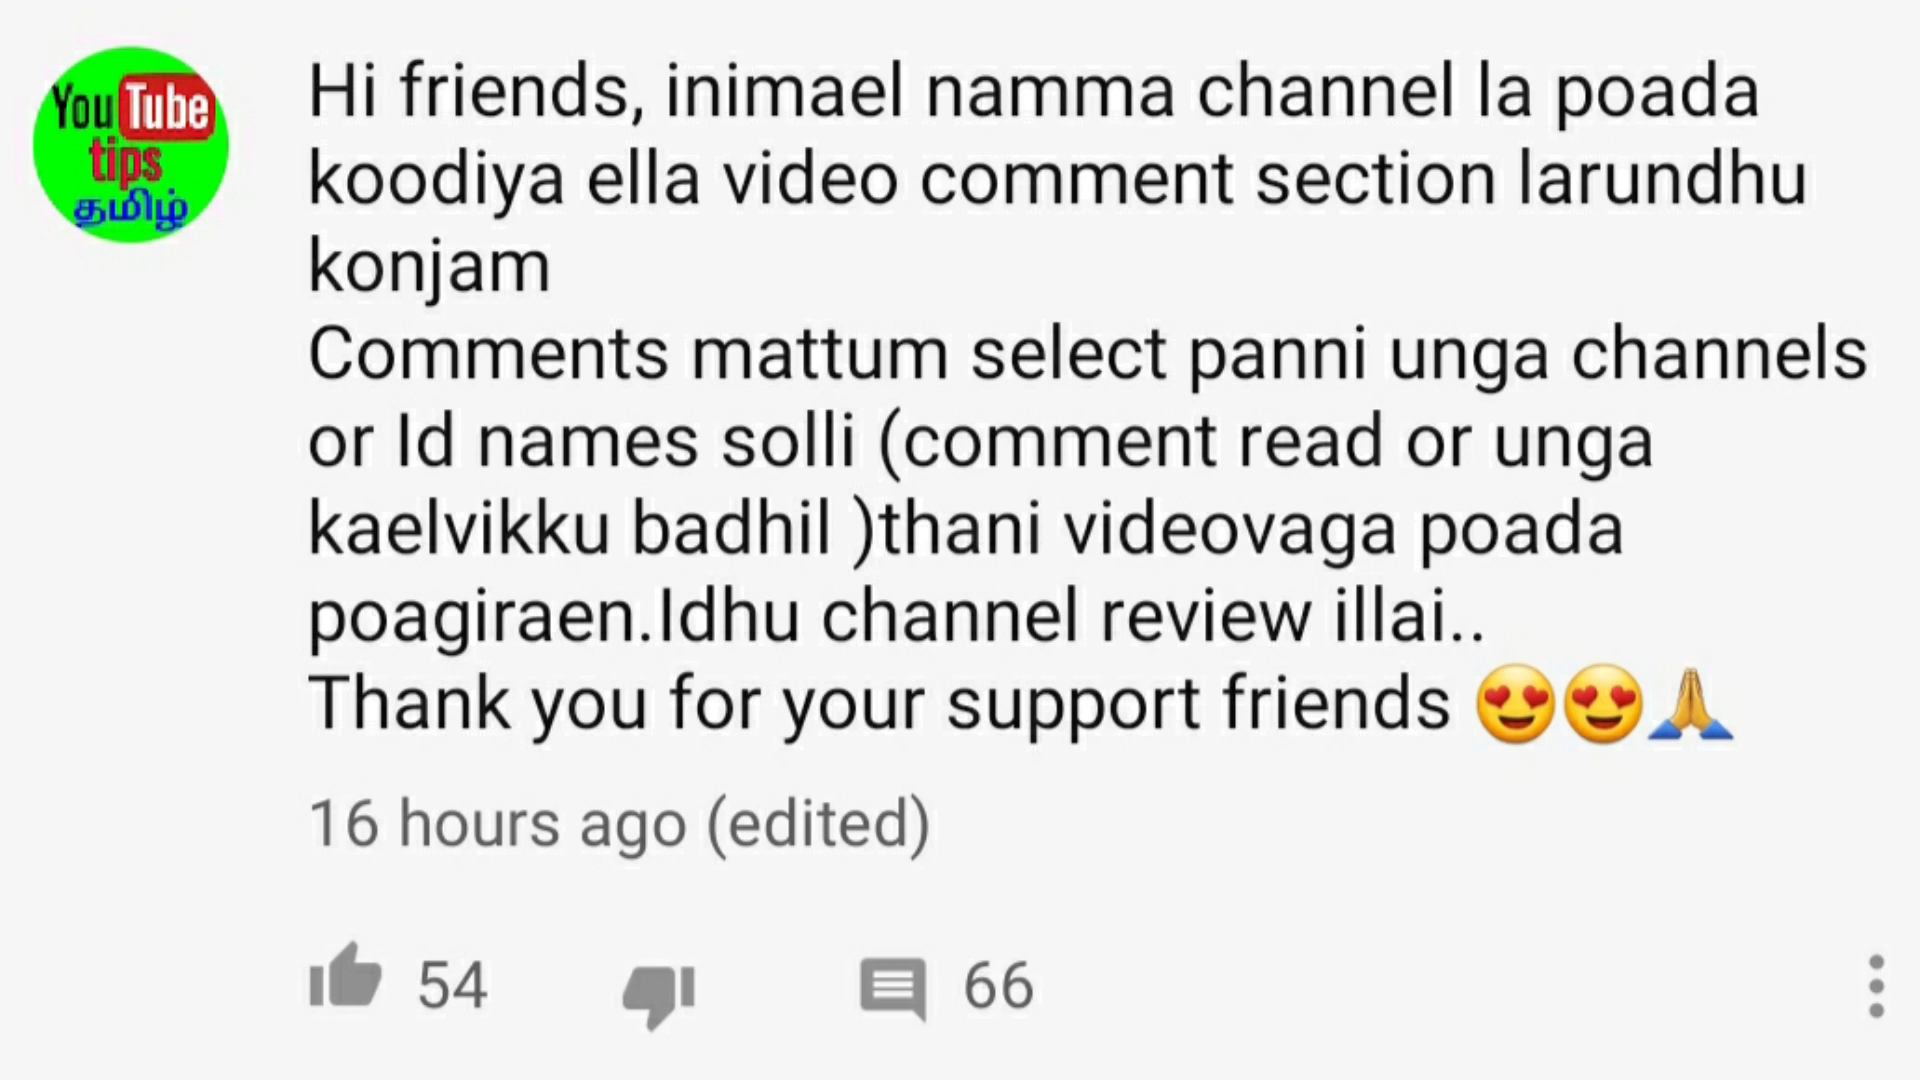 YouTube
tips
தமிழ்
Hi friends, inimael namma channel la poada
koodiya ella video comment section larundhu
konjam
Comments mattum select panni unga channels
or Id names solli (comment read or unga
kaelvikku badhil )thani videovaga poada
poagiraen.Idhu channel review illai..
Thank you for your support friends 😍😍🙏
16 hours ago (edited)
54 66